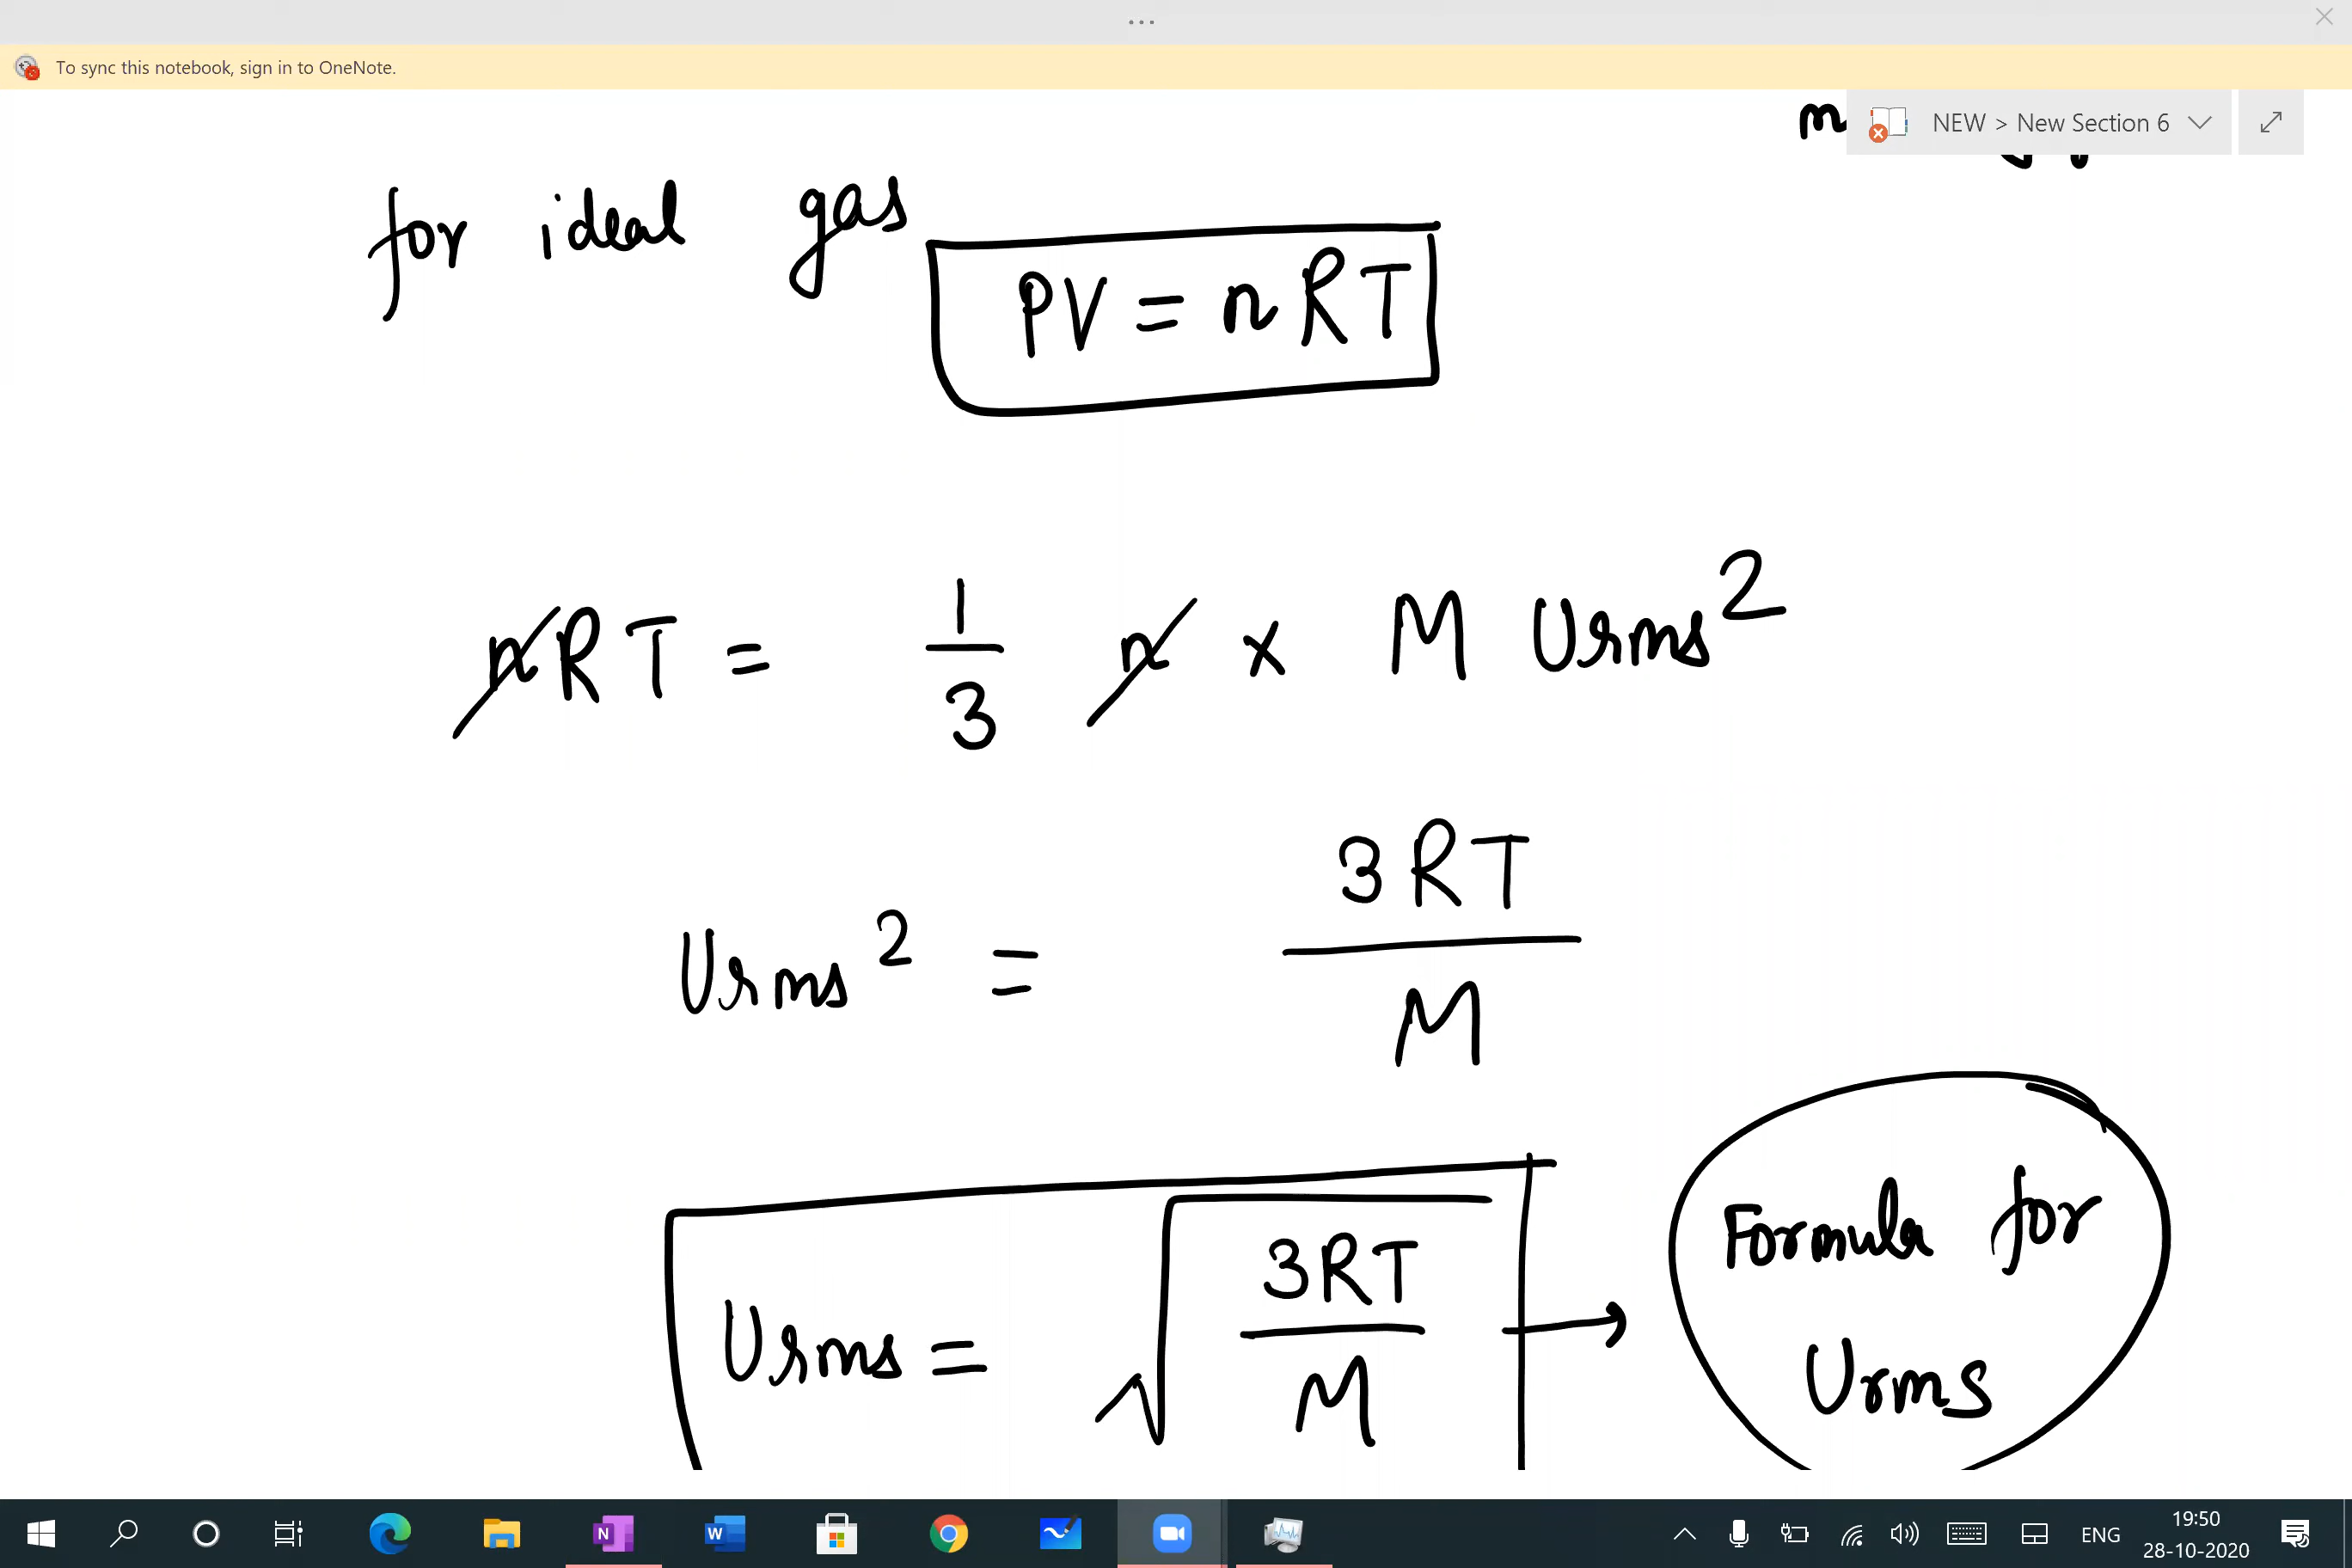 ...
To sync this notebook, sign in to OneNote.
NEW > New Section 6
for ideal gas
PV = nRT
nRT = 1/3 n × M Urms²
Urms² = 3RT/M
Urms = √(3RT/M) → Formula for
Urms
ENG
19:50
28-10-2020